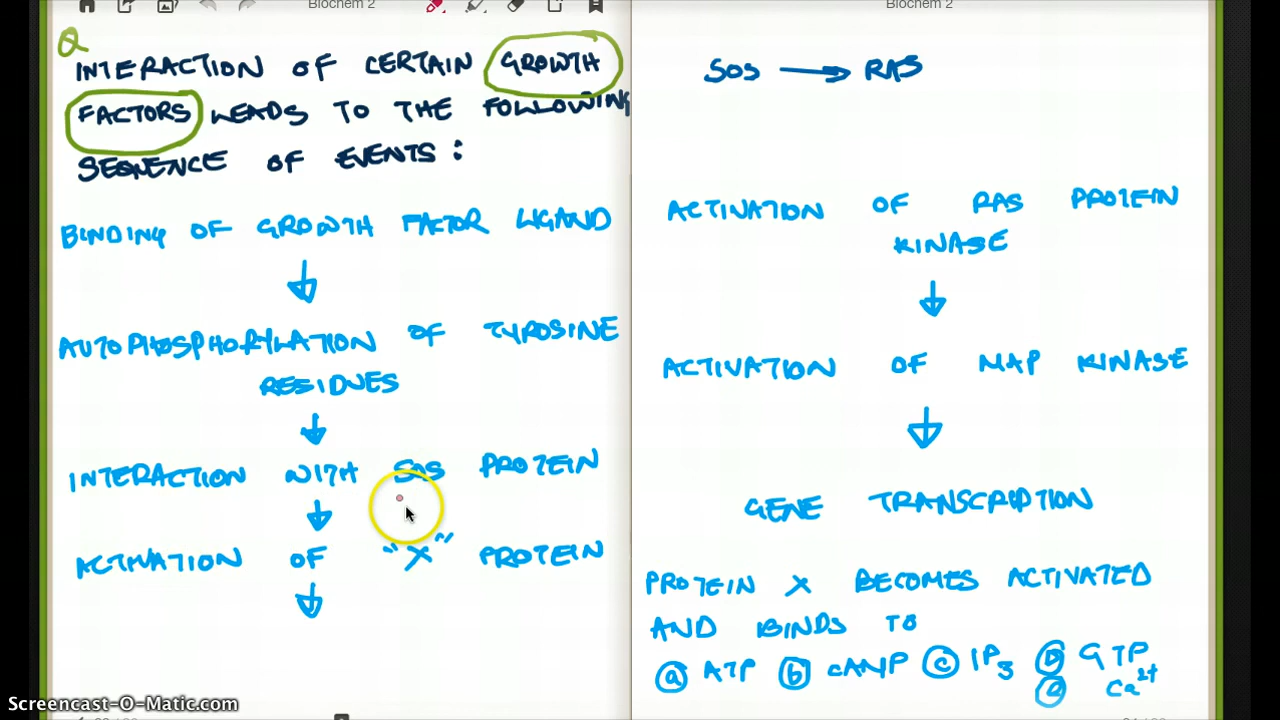 Biochem 2
Q
INTERACTION OF CERTAIN GROWTH
FACTORS LEADS TO THE FOLLOWING
SEQUENCE OF EVENTS:
BINDING OF GROWTH FACTOR LIGAND
AUTOPHOSPHORYLATION OF TYROSINE
RESIDUES
INTERACTION WITH SOS PROTEIN
ACTIVATION OF "X" PROTEIN
Biochem 2
SOS → RAS
ACTIVATION OF RAS PROTEIN
KINASE
ACTIVATION OF MAP KINASE
GENE TRANSCRIPTION
PROTEIN X BECOMES ACTIVATED
AND BINDS TO
ⓐ ATP ⓑ cAMP ⓒ IP3 GTP
Ca2+
Screencast-O-Matic.com